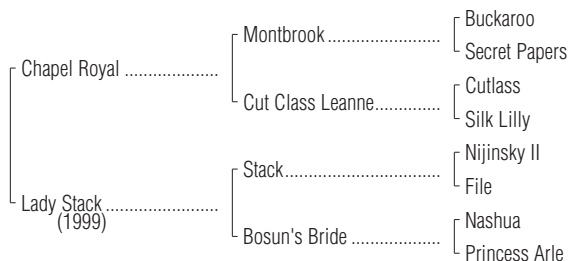 Buckaroo
Montbrook
Secret Papers
Chapel Royal
Cutlass
Cut Class Leanne
Silk Lilly
Nijinsky II
Stack
File
Lady Stack
(1999)
Nashua
Bosun's Bride
Princess Arle